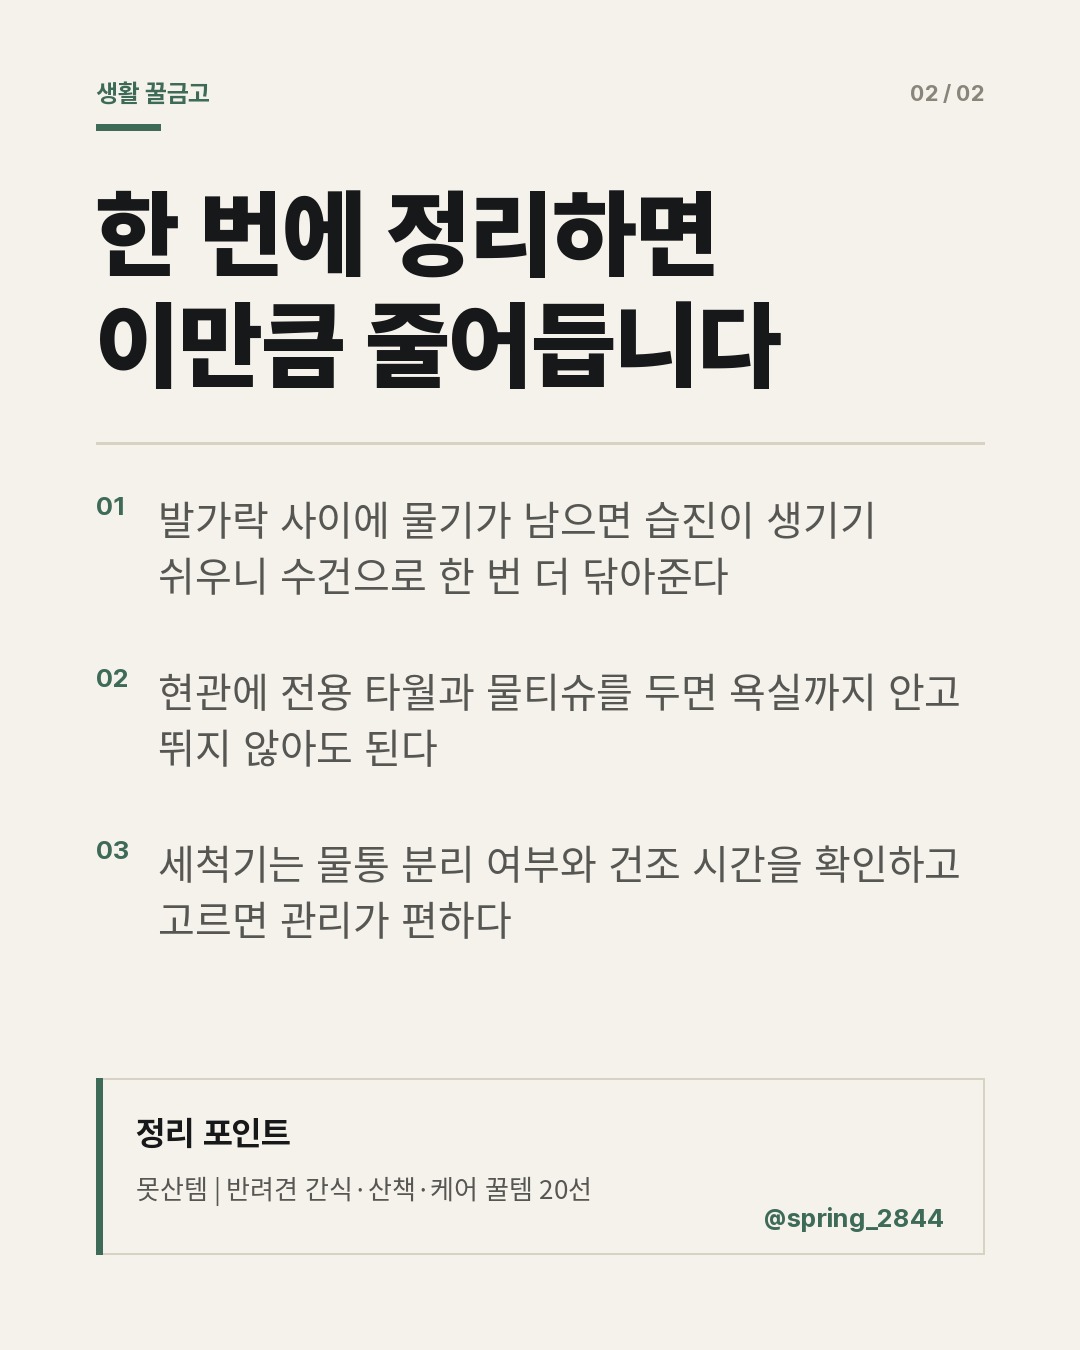 생활 꿀금고
02 / 02
한 번에 정리하면
이만큼 줄어듭니다
01
발가락 사이에 물기가 남으면 습진이 생기기
쉬우니 수건으로 한 번 더 닦아준다
02
현관에 전용 타월과 물티슈를 두면 욕실까지 안고
뛰지 않아도 된다
03
세척기는 물통 분리 여부와 건조 시간을 확인하고
고르면 관리가 편하다
정리 포인트
못산템 | 반려견 간식·산책·케어 꿀템 20선
@spring_2844